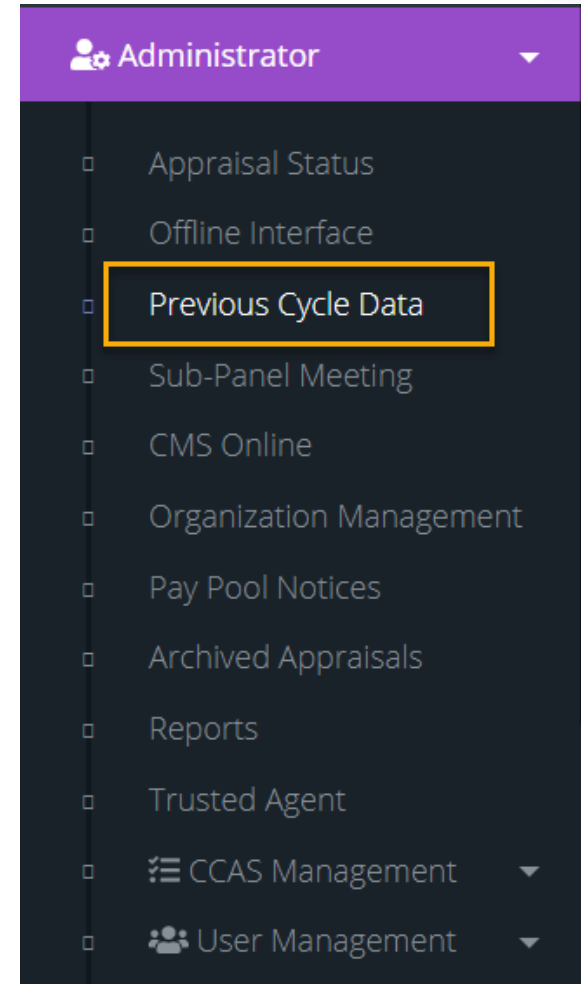 Administrator
Appraisal Status
Offline Interface
Previous Cycle Data
Sub-Panel Meeting
CMS Online
Organization Management
Pay Pool Notices
Archived Appraisals
Reports
Trusted Agent
CCAS Management
User Management